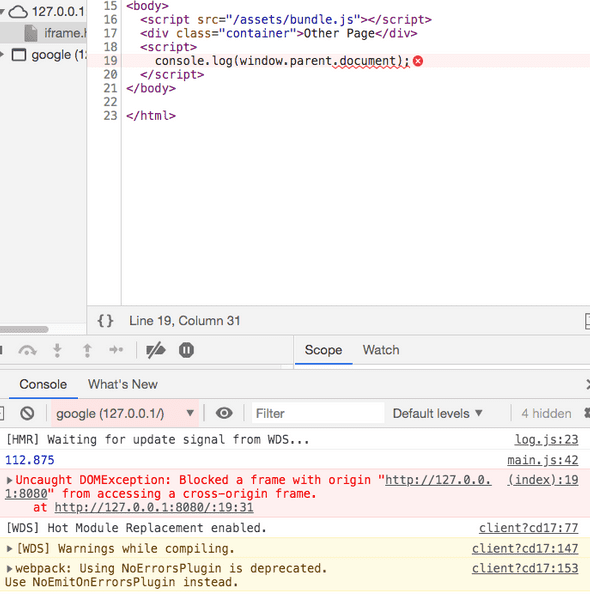 127.0.0.1
iframe.h
google (1
15 <body>
16 <script src="/assets/bundle.js"></script>
17 <div class="container">Other Page</div>
18 <script>
19 console.log(window.parent.document);
20 </script>
21 </body>
22
23 </html>
{} Line 19, Column 31
Scope Watch
Console What's New
google (127.0.0.1/) ▼ Filter Default levels ▼ 4 hidden
[HMR] Waiting for update signal from WDS... log.js:23
112.875 main.js:42
Uncaught DOMException: Blocked a frame with origin "http://127.0.0. (index):19
1:8080" from accessing a cross-origin frame.
at http://127.0.0.1:8080/:19:31
[WDS] Hot Module Replacement enabled. client?cd17:77
[WDS] Warnings while compiling. client?cd17:147
webpack: Using NoErrorsPlugin is deprecated. client?cd17:153
Use NoEmitOnErrorsPlugin instead.